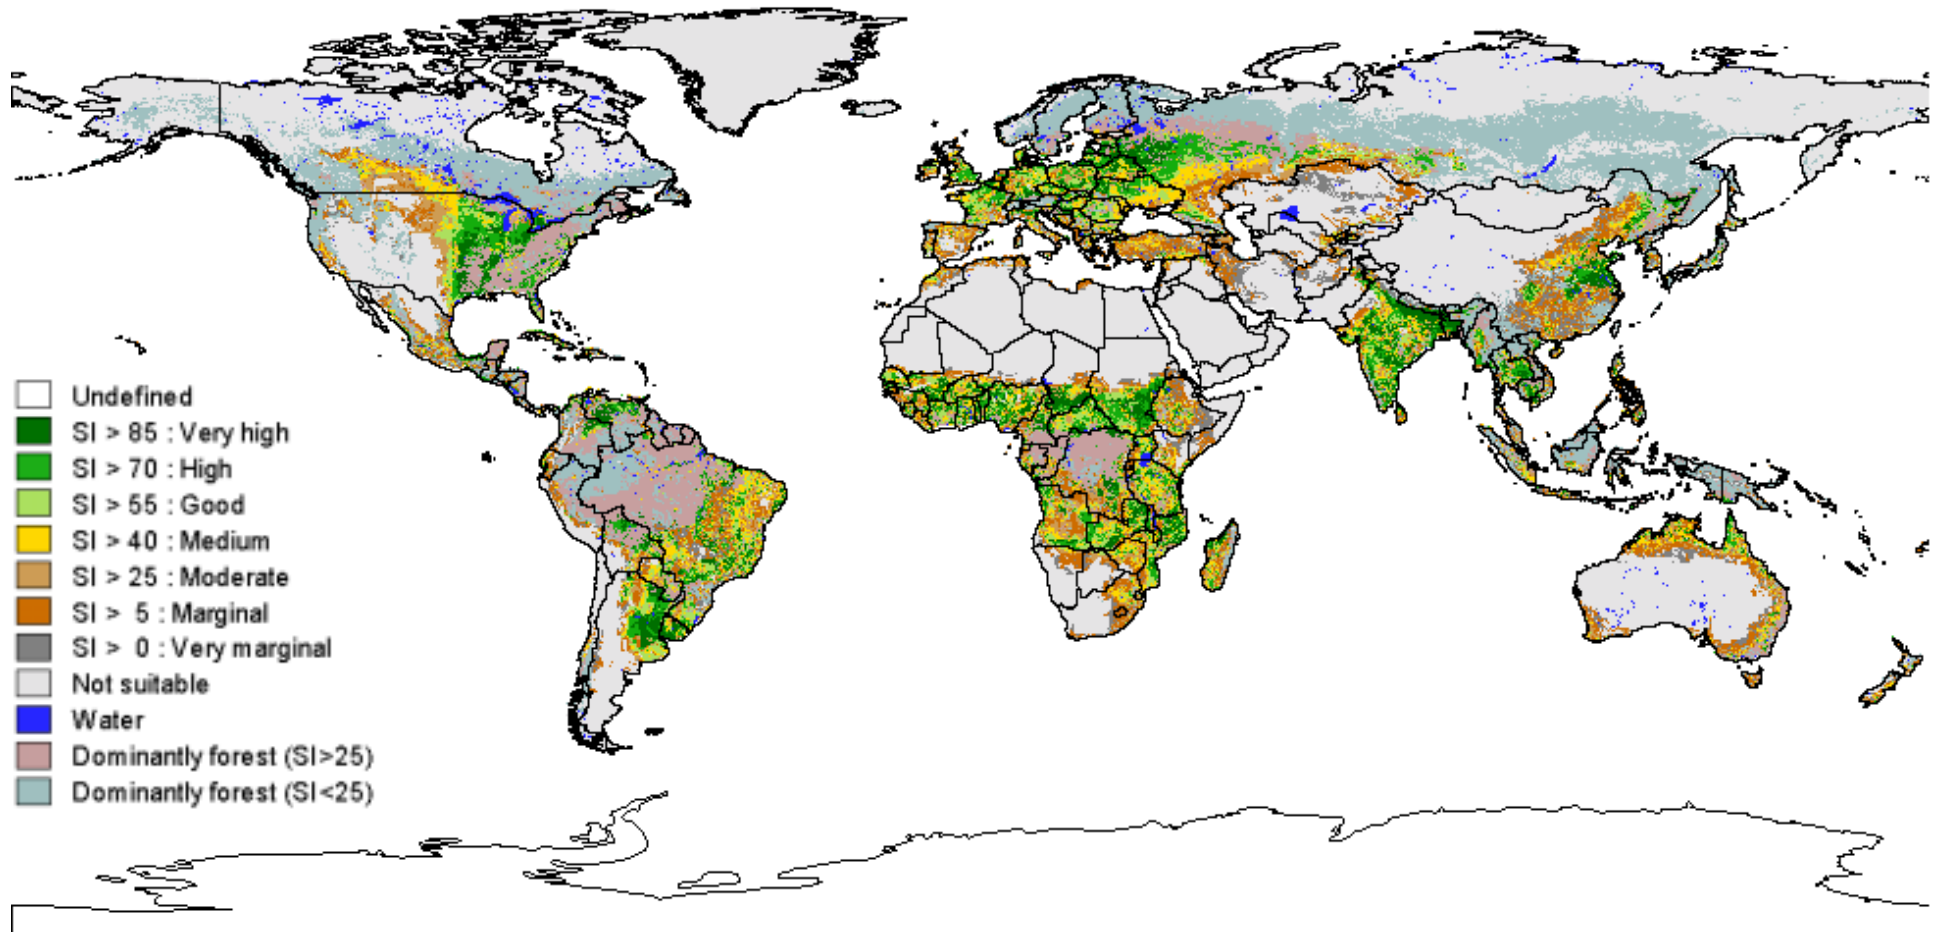 Undefined
SI > 85 : Very high
SI > 70 : High
SI > 55 : Good
SI > 40 : Medium
SI > 25 : Moderate
SI > 5 : Marginal
SI > 0 : Very marginal
Not suitable
Water
Dominantly forest (SI>25)
Dominantly forest (SI<25)